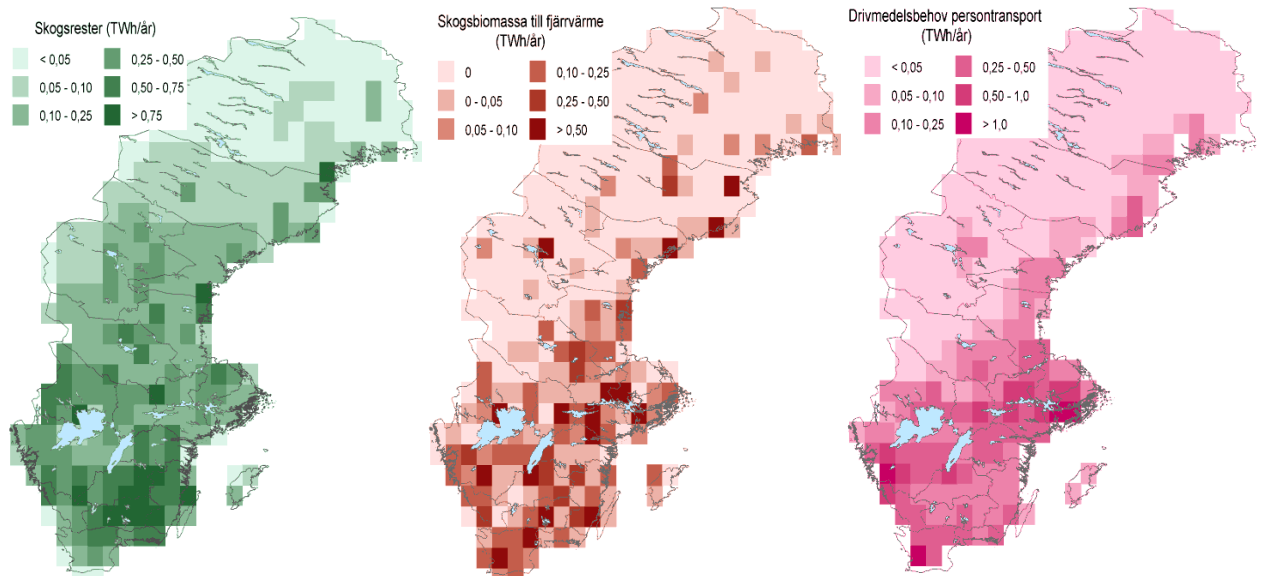 Skogsrester (TWh/år)
< 0,05
0,25 - 0,50
0,05 - 0,10
0,50 - 0,75
0,10 - 0,25
> 0,75
Skogsbiomassa till fjärrvärme
(TWh/år)
0
0,10 - 0,25
0 - 0,05
0,25 - 0,50
0,05 - 0,10
> 0,50
Drivmedelsbehov persontransport
(TWh/år)
< 0,05
0,25 - 0,50
0,05 - 0,10
0,50 - 1,0
0,10 - 0,25
> 1,0